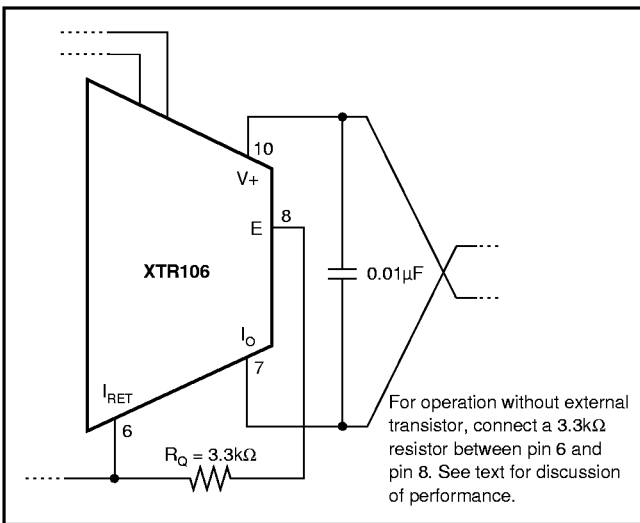 10
V+
8
E
XTR106
0.01µF
I_O
7
I_RET
6
R_Q = 3.3kΩ
For operation without external
transistor, connect a 3.3kΩ
resistor between pin 6 and
pin 8. See text for discussion
of performance.